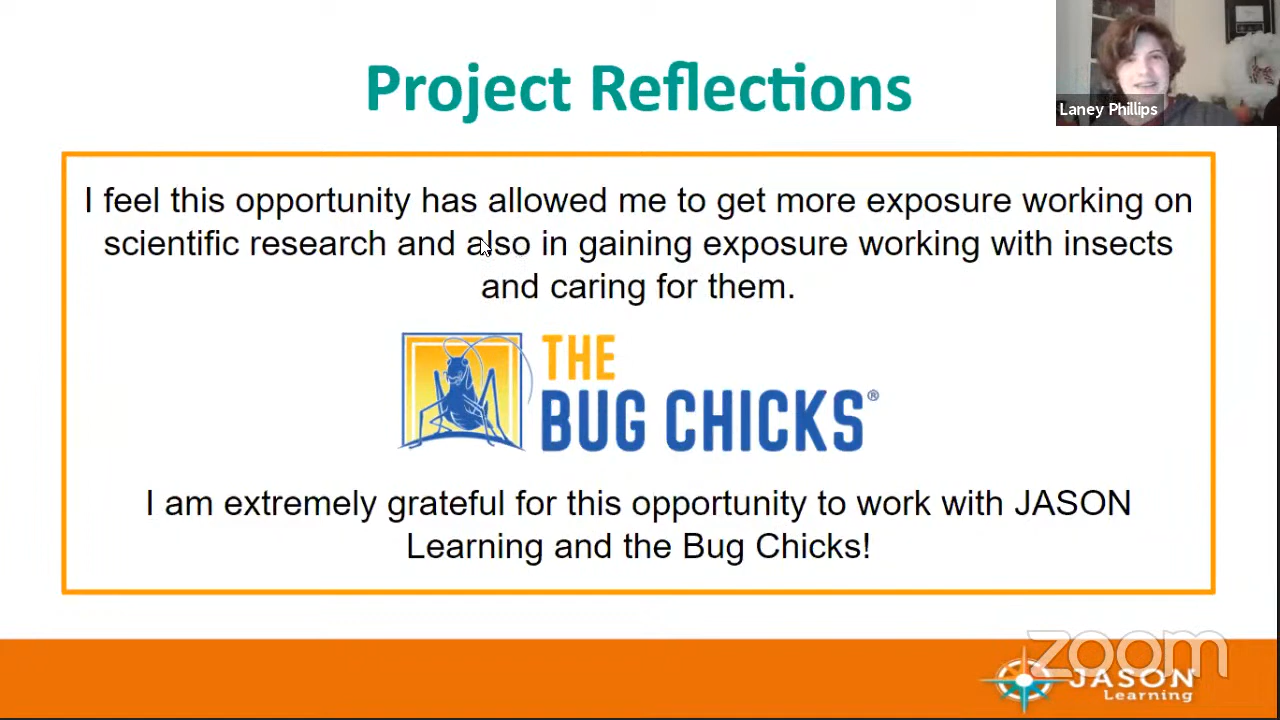 Project Reflections
Laney Phillips
I feel this opportunity has allowed me to get more exposure working on
scientific research and also in gaining exposure working with insects
and caring for them.
THE
BUG CHICKS®
I am extremely grateful for this opportunity to work with JASON
Learning and the Bug Chicks!
zoom
JASON
Learning